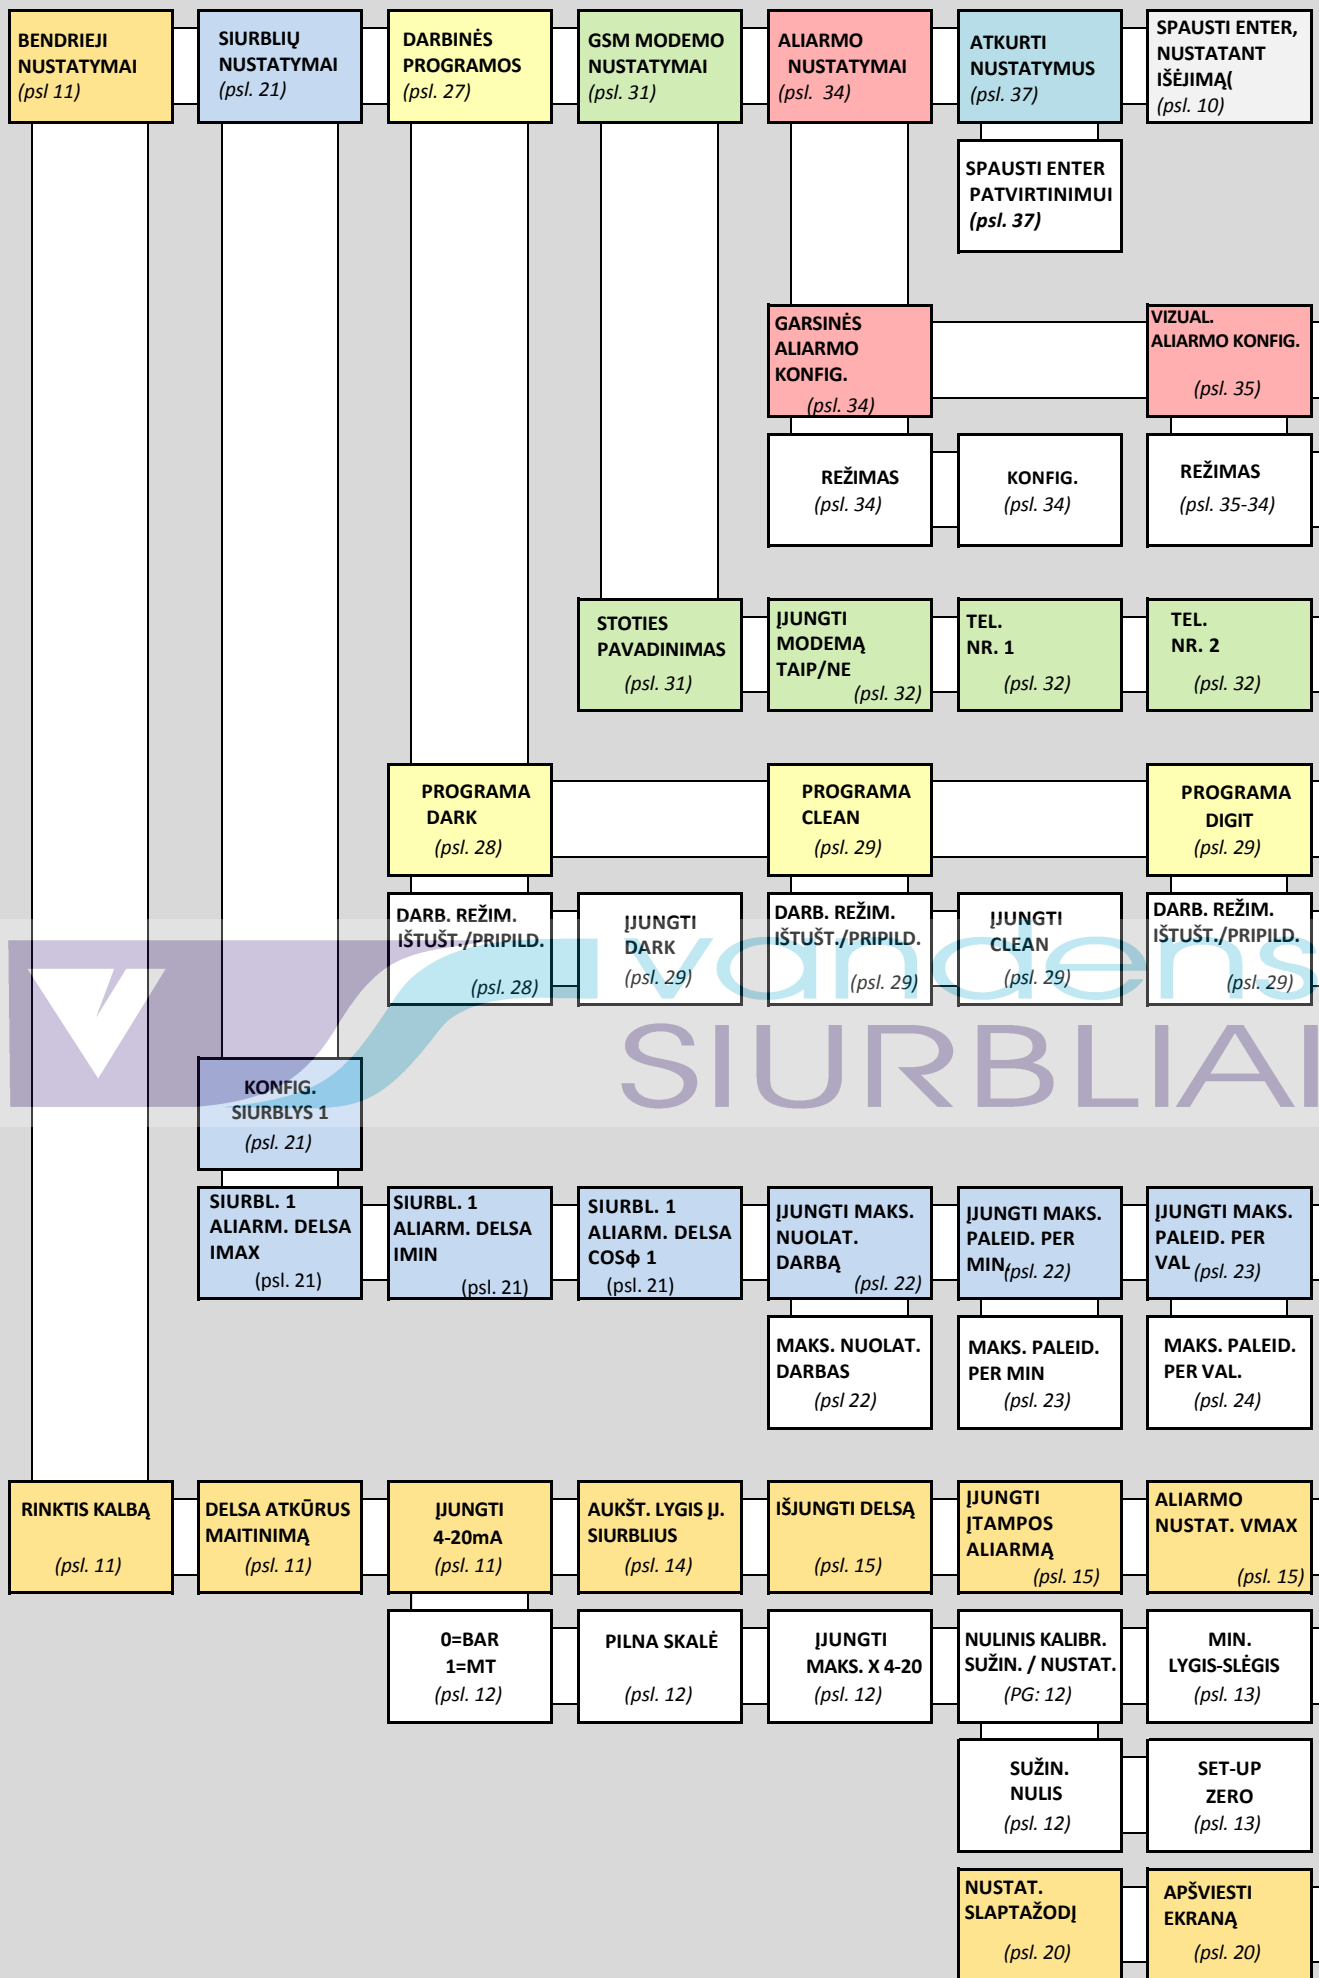 BENDRIEJI
NUSTATYMAI
(psl 11)
SIURBLIŲ
NUSTATYMAI
(psl. 21)
DARBINĖS
PROGRAMOS
(psl. 27)
GSM MODEMO
NUSTATYMAI
(psl. 31)
ALIARMO
NUSTATYMAI
(psl. 34)
ATKURTI
NUSTATYMUS
(psl. 37)
SPAUSTI ENTER,
NUSTATANT
IŠĖJIMĄ(
(psl. 10)
SPAUSTI ENTER
PATVIRTINIMUI
(psl. 37)
GARSINĖS
ALIARMO
KONFIG.
(psl. 34)
VIZUAL.
ALIARMO KONFIG.
(psl. 35)
REŽIMAS
(psl. 34)
KONFIG.
(psl. 34)
REŽIMAS
(psl. 35-34)
STOTIES
PAVADINIMAS
(psl. 31)
ĮJUNGTI
MODEMĄ
TAIP/NE
(psl. 32)
TEL.
NR. 1
(psl. 32)
TEL.
NR. 2
(psl. 32)
PROGRAMA
DARK
(psl. 28)
PROGRAMA
CLEAN
(psl. 29)
PROGRAMA
DIGIT
(psl. 29)
DARB. REŽIM.
IŠTUŠT./PRIPILD.
(psl. 28)
ĮJUNGTI
DARK
(psl. 29)
DARB. REŽIM.
IŠTUŠT./PRIPILD.
(psl. 29)
ĮJUNGTI
CLEAN
(psl. 29)
DARB. REŽIM.
IŠTUŠT./PRIPILD.
(psl. 29)
vandens
SIURBLIAI
KONFIG.
SIURBLYS 1
(psl. 21)
SIURBL. 1
ALIARM. DELSA
IMAX
(psl. 21)
SIURBL. 1
ALIARM. DELSA
IMIN
(psl. 21)
SIURBL. 1
ALIARM. DELSA
COSϕ 1
(psl. 21)
ĮJUNGTI MAKS.
NUOLAT.
DARBĄ
(psl. 22)
ĮJUNGTI MAKS.
PALEID. PER
MIN.
(psl. 22)
ĮJUNGTI MAKS.
PALEID. PER
VAL
(psl. 23)
MAKS. NUOLAT.
DARBAS
(psl 22)
MAKS. PALEID.
PER MIN
(psl. 23)
MAKS. PALEID.
PER VAL.
(psl. 24)
RINKTIS KALBĄ
(psl. 11)
DELSA ATKŪRUS
MAITINIMĄ
(psl. 11)
ĮJUNGTI
4-20mA
(psl. 11)
AUKŠT. LYGIS ĮJ.
SIURBLIUS
(psl. 14)
IŠJUNGTI DELSĄ
(psl. 15)
ĮJUNGTI
ĮTAMPOS
ALIARMĄ
(psl. 15)
ALIARMO
NUSTAT. VMAX
(psl. 15)
0=BAR
1=MT
(psl. 12)
PILNA SKALĖ
(psl. 12)
ĮJUNGTI
MAKS. X 4-20
(psl. 12)
NULINIS KALIBR.
SUŽIN. / NUSTAT.
(PG: 12)
MIN.
LYGIS-SLĖGIS
(psl. 13)
SUŽIN.
NULIS
(psl. 12)
SET-UP
ZERO
(psl. 13)
NUSTAT.
SLAPTAŽODĮ
(psl. 20)
APŠVIESTI
EKRANĄ
(psl. 20)